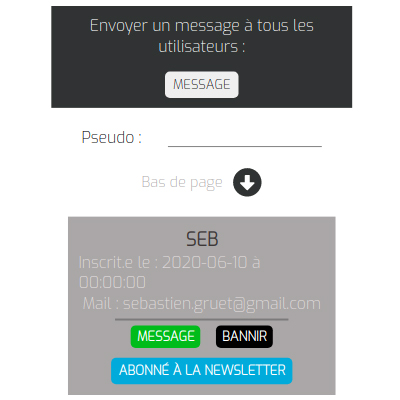 Envoyer un message à tous les
utilisateurs :
MESSAGE
Pseudo :
Bas de page
SEB
Inscrit.e le : 2020-06-10 à
00:00:00
Mail : sebastien.gruet@gmail.com
MESSAGE BANNIR
ABONNÉ À LA NEWSLETTER